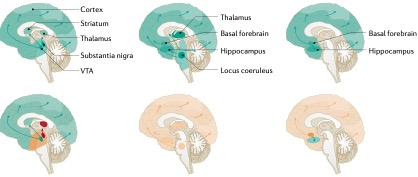 Cortex
Striatum
Thalamus
Substantia nigra
VTA
Thalamus
Basal forebrain
Hippocampus
Locus coeruleus
Basal forebrain
Hippocampus